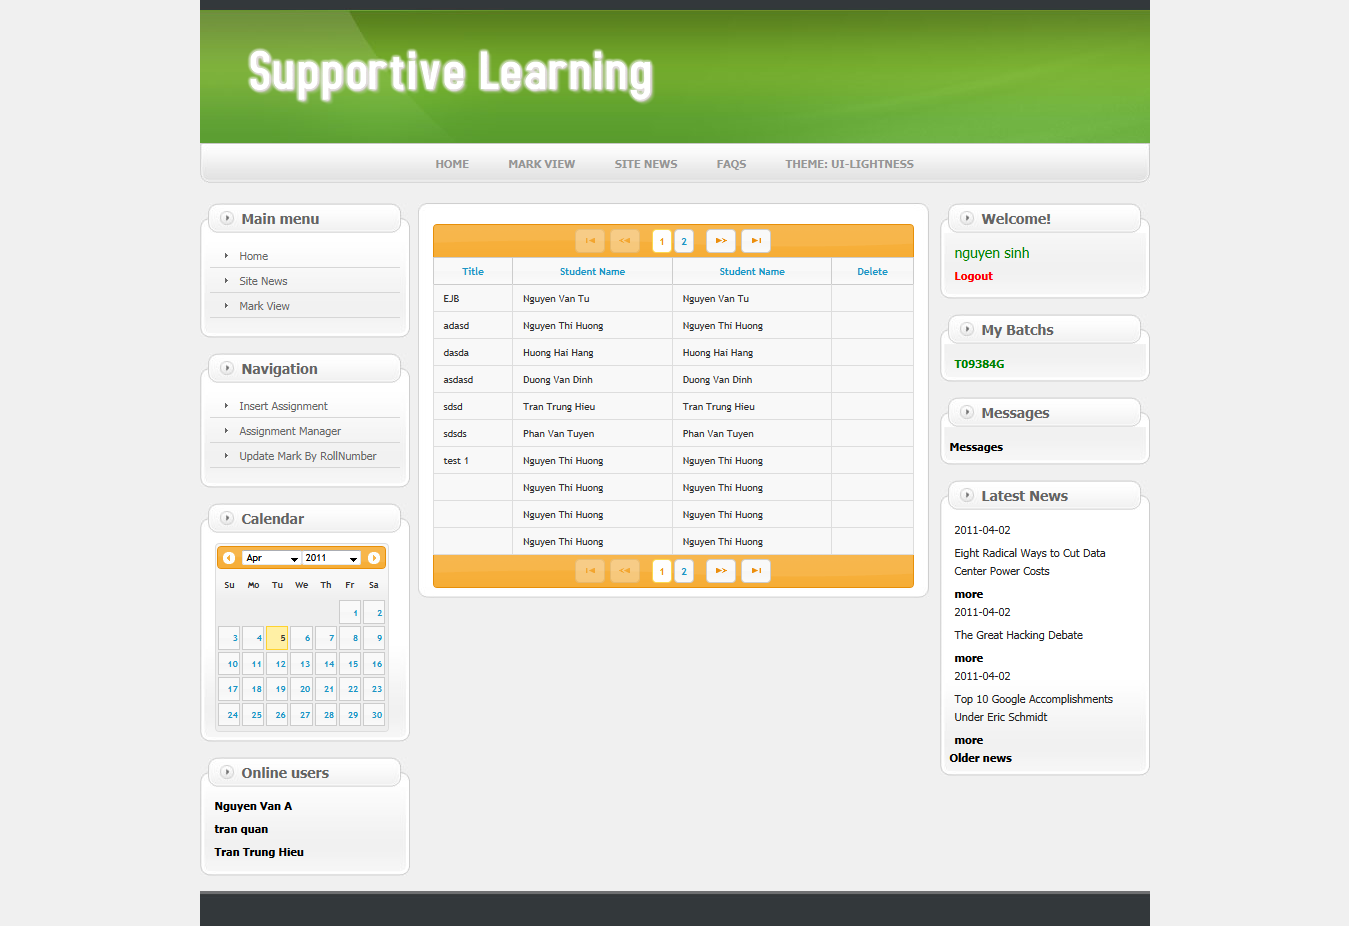 Supportive Learning
HOME MARK VIEW SITE NEWS FAQS THEME: UI-LIGHTNESS
Main menu
Home
Site News
Mark View
Navigation
Insert Assignment
Assignment Manager
Update Mark By RollNumber
Calendar
Apr 2011
Su Mo Tu We Th Fr Sa
1 2
3 4 5 6 7 8 9
10 11 12 13 14 15 16
17 18 19 20 21 22 23
24 25 26 27 28 29 30
Online users
Nguyen Van A
tran quan
Tran Trung Hieu
1 2
Title Student Name Student Name Delete
EJB Nguyen Van Tu Nguyen Van Tu
adasd Nguyen Thi Huong Nguyen Thi Huong
dasda Huong Hai Hang Huong Hai Hang
asdasd Duong Van Dinh Duong Van Dinh
sdsd Tran Trung Hieu Tran Trung Hieu
sdsds Phan Van Tuyen Phan Van Tuyen
test 1 Nguyen Thi Huong Nguyen Thi Huong
Nguyen Thi Huong Nguyen Thi Huong
Nguyen Thi Huong Nguyen Thi Huong
Nguyen Thi Huong Nguyen Thi Huong
1 2
Welcome!
nguyen sinh
Logout
My Batchs
T09384G
Messages
Messages
Latest News
2011-04-02
Eight Radical Ways to Cut Data
Center Power Costs
more
2011-04-02
The Great Hacking Debate
more
2011-04-02
Top 10 Google Accomplishments
Under Eric Schmidt
more
Older news